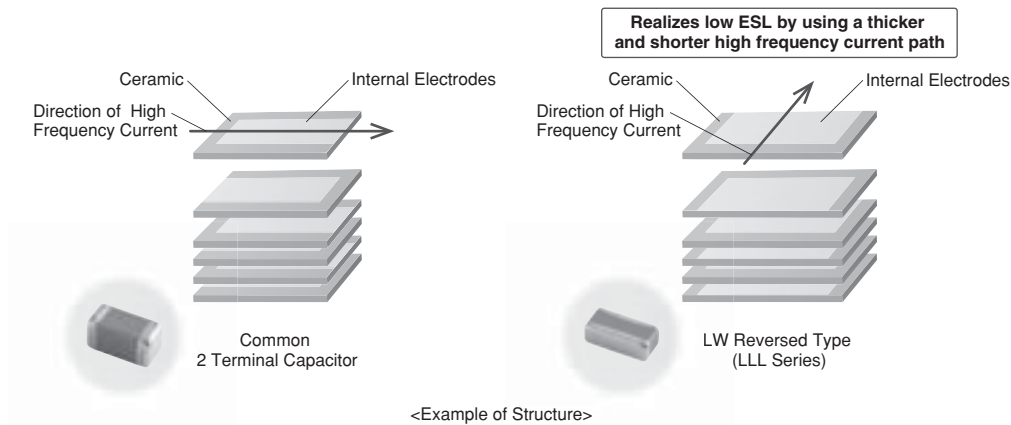 Realizes low ESL by using a thicker
and shorter high frequency current path
Ceramic
Internal Electrodes
Direction of High
Frequency Current
Ceramic
Internal Electrodes
Direction of High
Frequency Current
Common
2 Terminal Capacitor
LW Reversed Type
(LLL Series)
<Example of Structure>